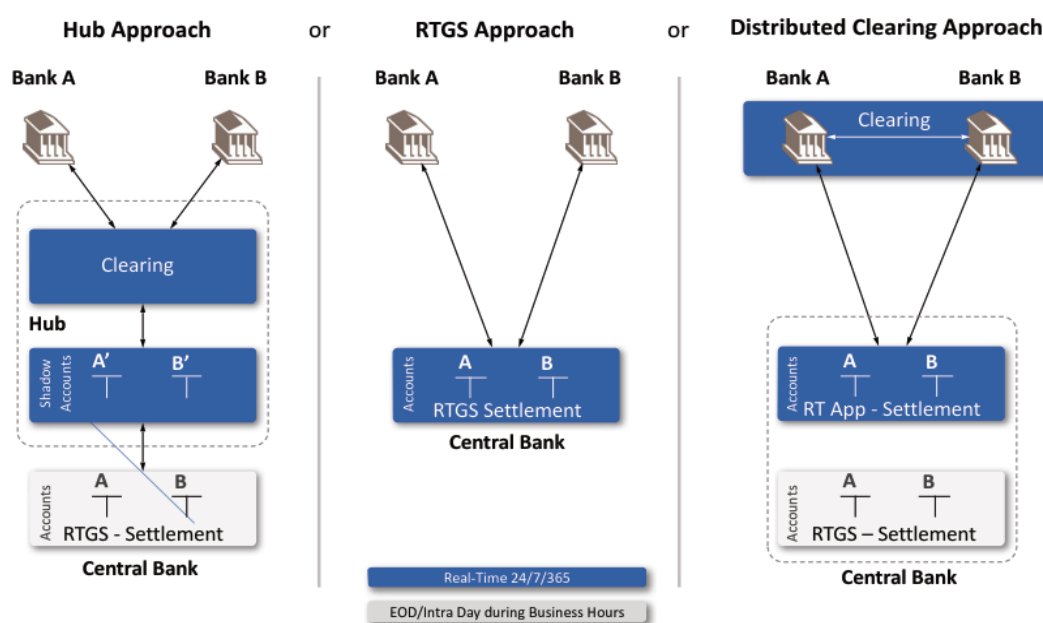 Hub Approach
or
RTGS Approach
or
Distributed Clearing Approach
Bank A
Bank B
Clearing
Hub
Shadow
Accounts
A’
B’
Accounts
A
B
RTGS - Settlement
Central Bank
Bank A
Bank B
Accounts
A
B
RTGS Settlement
Central Bank
Real-Time 24/7/365
EOD/Intra Day during Business Hours
Bank A
Bank B
Clearing
Accounts
A
B
RT App - Settlement
Accounts
A
B
RTGS – Settlement
Central Bank